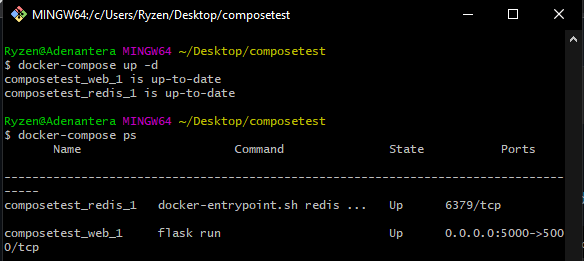 MINGW64:/c/Users/Ryzen/Desktop/composetest
Ryzen@Adenantera MINGW64 ~/Desktop/composetest
$ docker-compose up -d
composetest_web_1 is up-to-date
composetest_redis_1 is up-to-date
Ryzen@Adenantera MINGW64 ~/Desktop/composetest
$ docker-compose ps
Name Command State Ports
--------------------------------------------------------------------------------
-----
composetest_redis_1 docker-entrypoint.sh redis ... Up 6379/tcp
composetest_web_1 flask run Up 0.0.0.0:5000->500
0/tcp